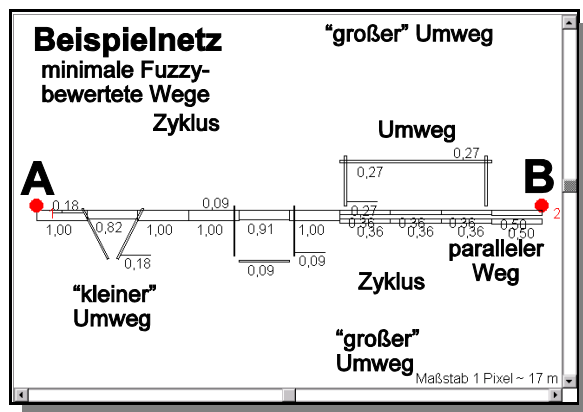 Beispielnetz
minimale Fuzzy-
bewertete Wege
Zyklus
“großer” Umweg
Umweg
0,27
0,27
A
B
0,18
1
0,09
0,27
2
0,82
0,91
0,36
0,36
0,36
0,50
1,00
1,00
1,00
1,00
0,36
0,36
0,36
0,50
0,18
0,09
0,09
paralleler
Weg
Zyklus
“kleiner”
Umweg
“großer”
Umweg
Maßstab 1 Pixel ~ 17 m